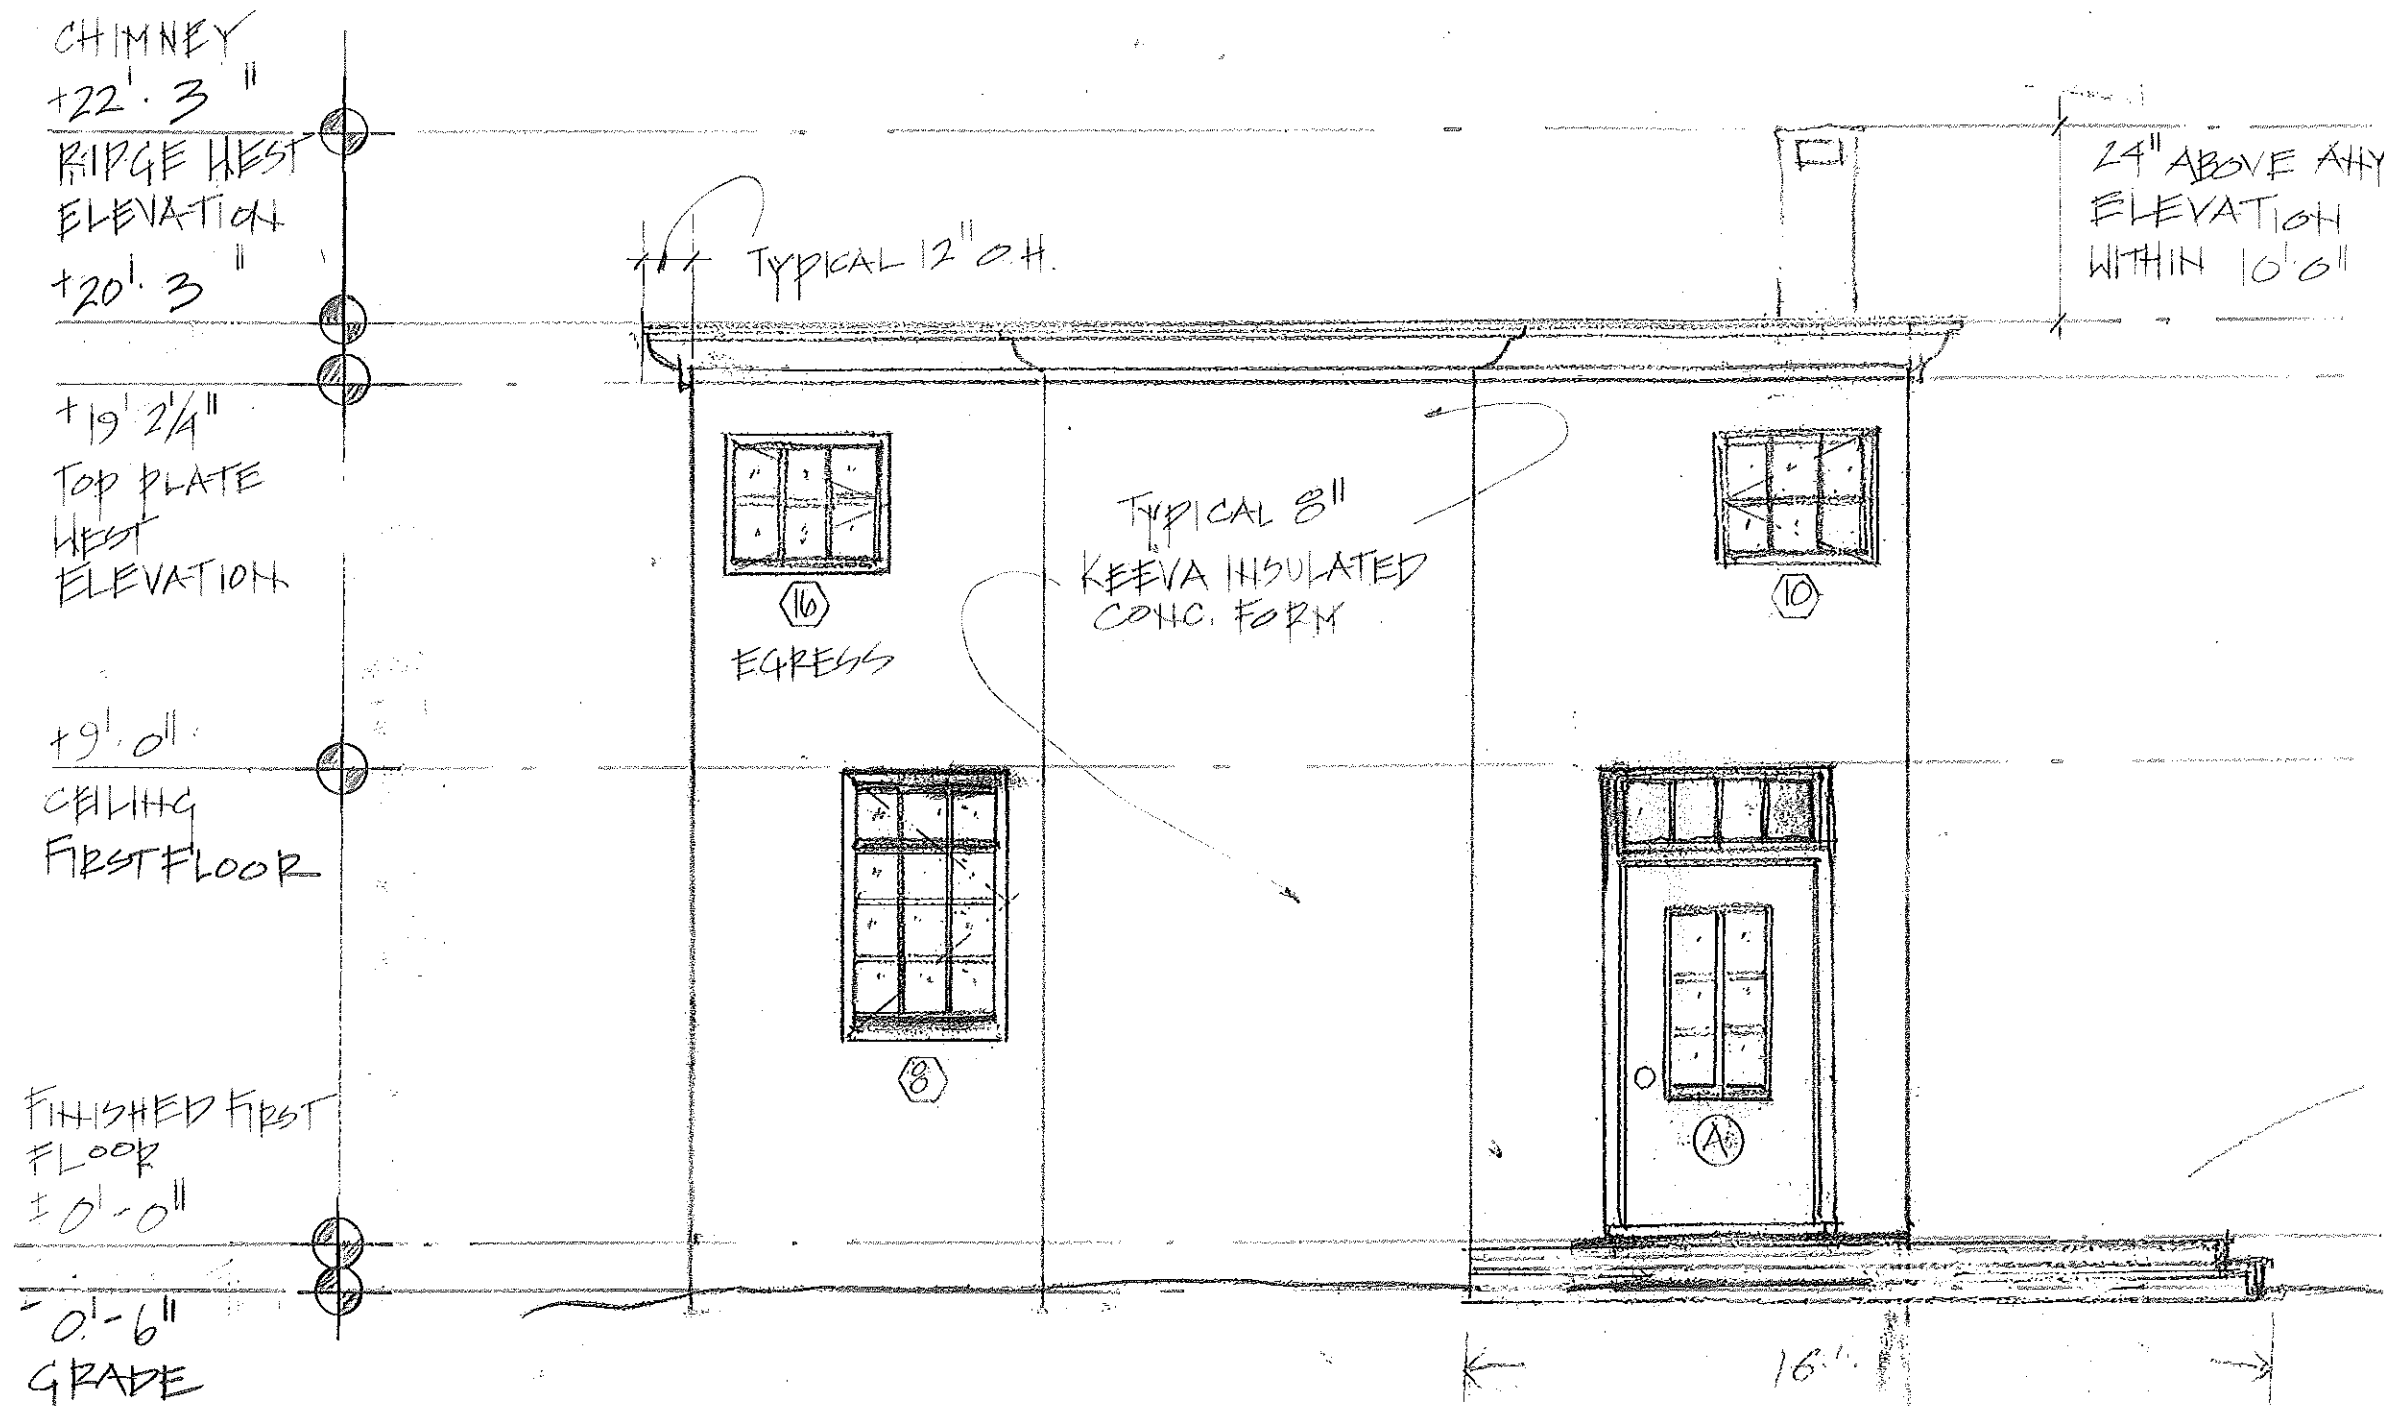 CHIMNEY
+22'. 3"
RIDGE WEST
ELEVATION
+20'. 3"
+19' 2 1/4"
TOP PLATE
WEST
ELEVATION
+9'. 0"
CEILING
FIRST FLOOR
FINISHED FIRST
FLOOR
± 0'-0"
- 0'-6"
GRADE
TYPICAL 12" O.H.
24" ABOVE ANY
ELEVATION
WITHIN 10'0"
TYPICAL 8"
KEEVA INSULATED
CONC. FORM
16
EGRESS
10
8
A
16'